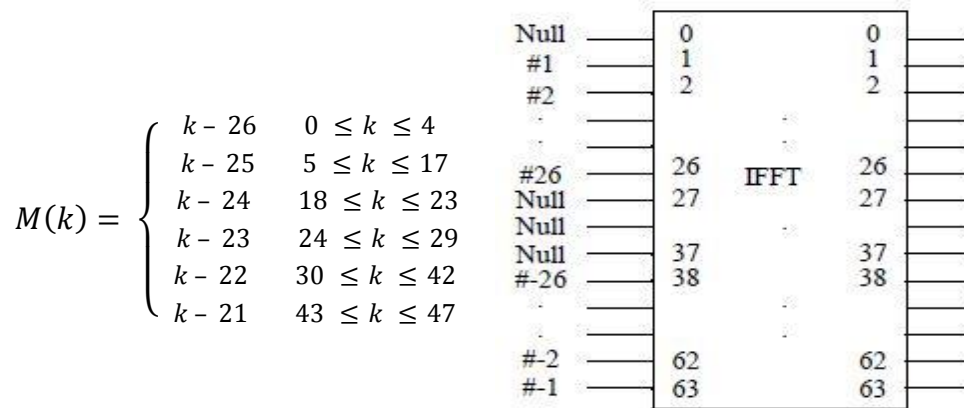 M(k) =
k – 26 0 ≤ k ≤ 4
k – 25 5 ≤ k ≤ 17
k – 24 18 ≤ k ≤ 23
k – 23 24 ≤ k ≤ 29
k – 22 30 ≤ k ≤ 42
k – 21 43 ≤ k ≤ 47
Null 0 0
#1 1 1
#2 2 2
#26 26 IFFT 26
Null 27 27
Null
Null 37 37
#-26 38 38
#-2 62 62
#-1 63 63